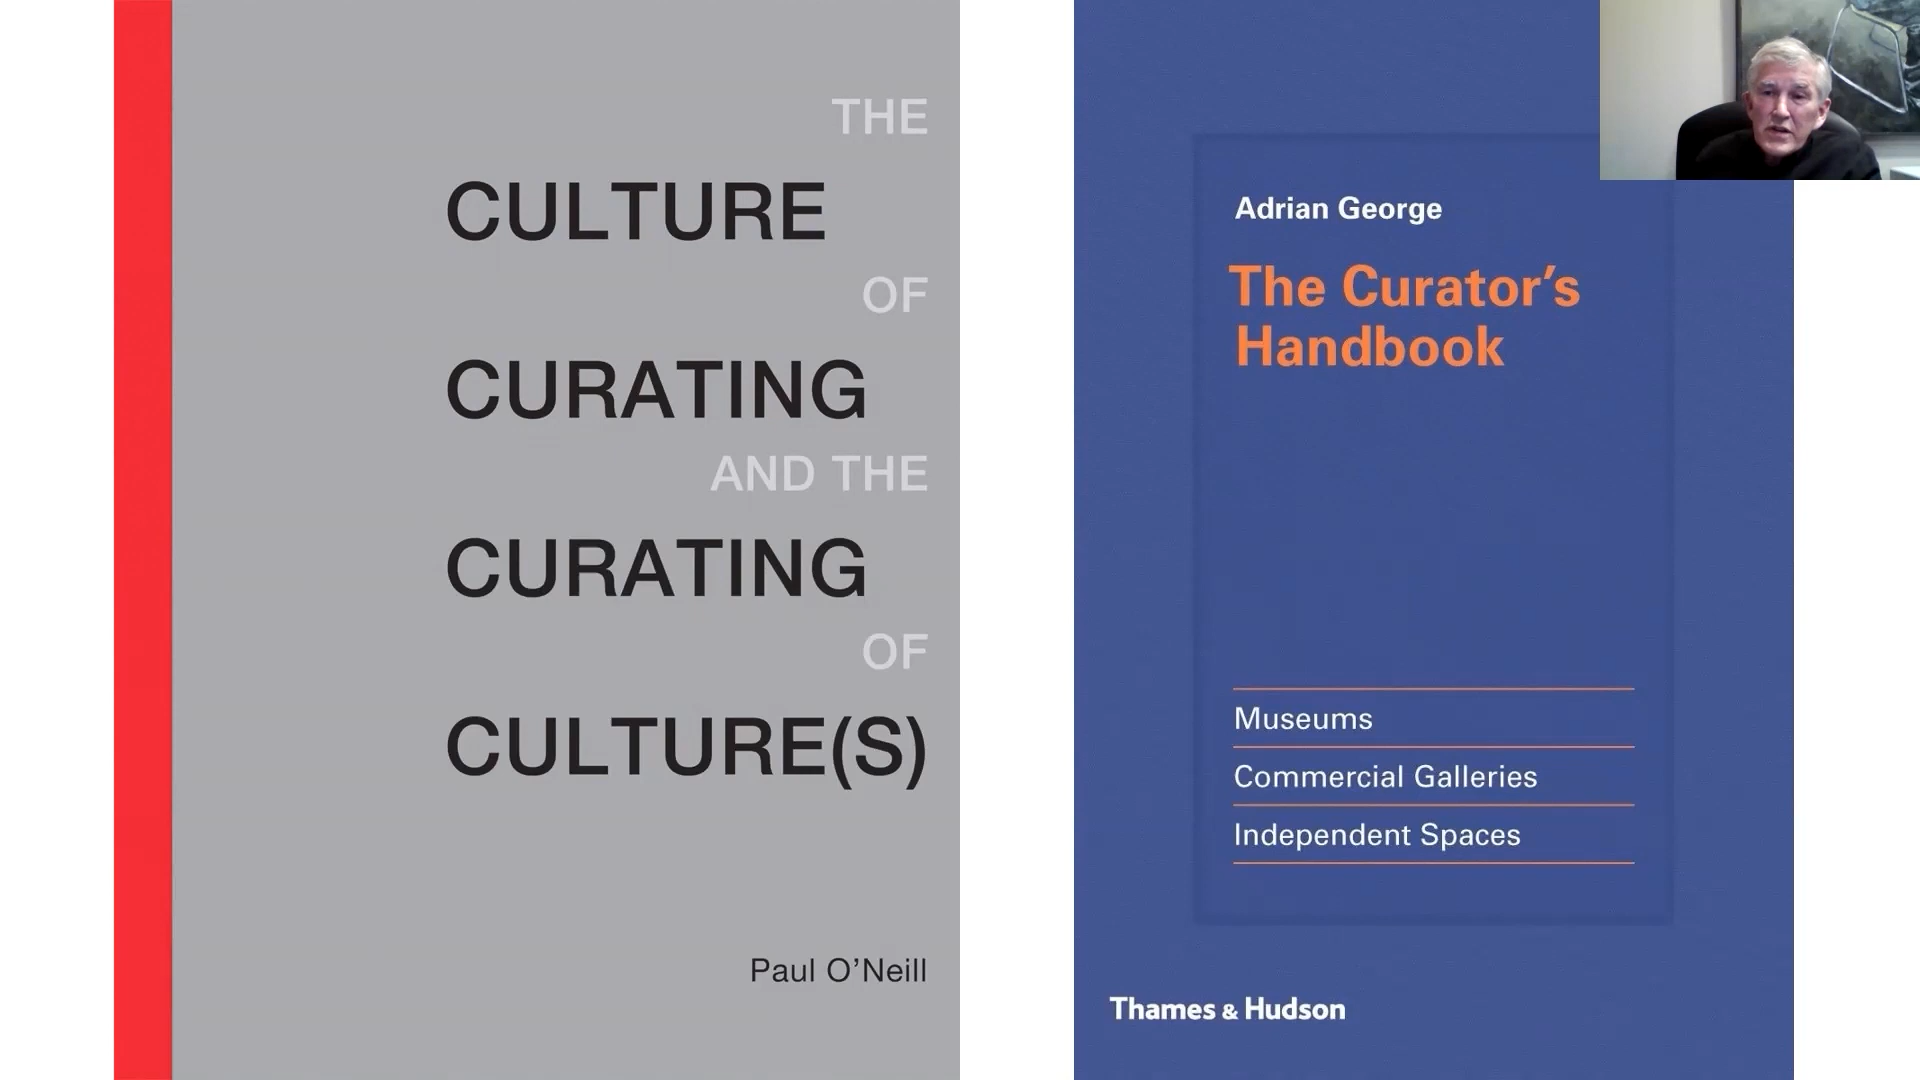 THE
CULTURE
OF
CURATING
AND THE
CURATING
OF
CULTURE(S)
Paul O’Neill
Adrian George
The Curator’s
Handbook
Museums
Commercial Galleries
Independent Spaces
Thames & Hudson